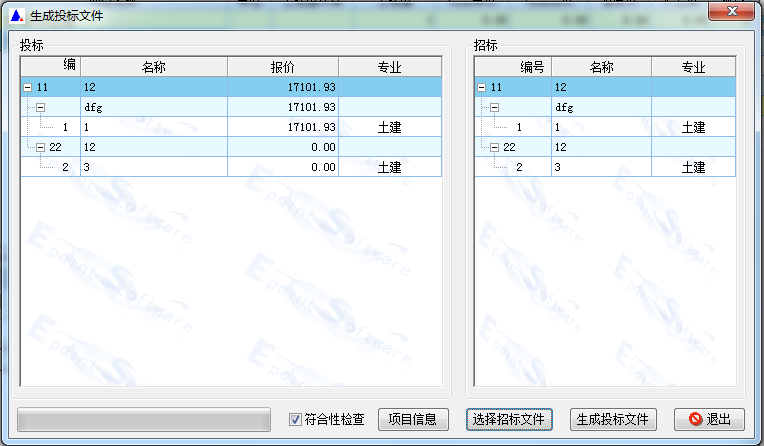 生成投标文件
投标
编 名称 报价 专业
11 12 17101.93
dfg 17101.93
1 1 17101.93 土建
22 12 0.00
2 3 0.00 土建
招标
编号 名称 专业
11 12
dfg
1 1 土建
22 12
2 3 土建
Epoint Software
符合性检查 项目信息 选择招标文件 生成投标文件 退出